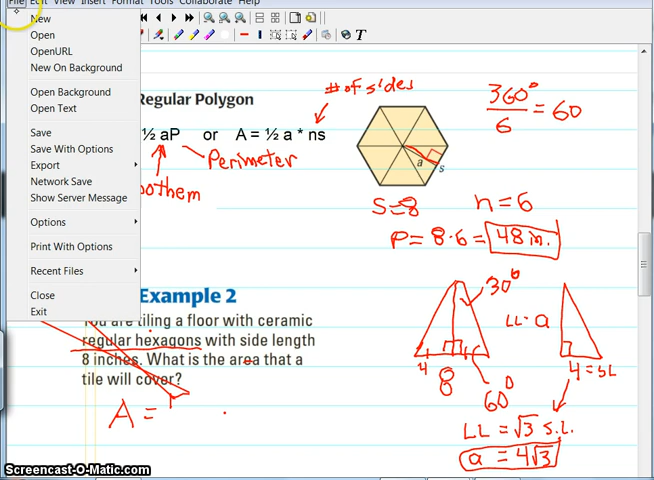 File Edit View Insert Format Tools Collaborate Help
New
Open
OpenURL
New On Background
Open Background
Open Text
Save
Save With Options
Export
Network Save
Show Server Message
Options
Print With Options
Recent Files
Close
Exit
Regular Polygon
# of sides
½ aP or A = ½ a * ns
Perimeter
othem
a
s
360° / 6 = 60
s=8
n=6
P = 8·6 = 48 in.
Example 2
You are tiling a floor with ceramic
regular hexagons with side length
8 inches. What is the area that a
tile will cover?
A =
30°
4 4
8
60°
LL = a
4 = SL
LL = √3 S.L.
a = 4√3
Screencast-O-Matic.com